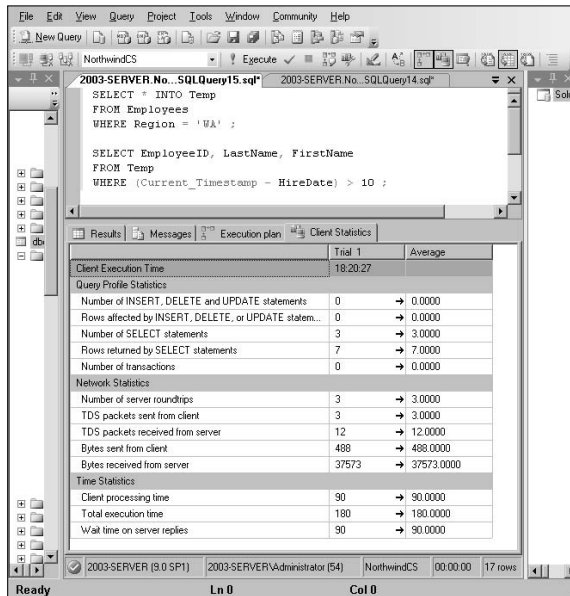 File Edit View Query Project Tools Window Community Help
New Query
NorthwindCS Execute
2003-SERVER.No...SQLQuery15.sql* 2003-SERVER.No...SQLQuery14.sql*
SELECT * INTO Temp
FROM Employees
WHERE Region = 'WA' ;
SELECT EmployeeID, LastName, FirstName
FROM Temp
WHERE (Current_Timestamp - HireDate) > 10 ;
Results Messages Execution plan Client Statistics
Trial 1 Average
Client Execution Time 18:20:27
Query Profile Statistics
Number of INSERT, DELETE and UPDATE statements 0 → 0.0000
Rows affected by INSERT, DELETE, or UPDATE statem... 0 → 0.0000
Number of SELECT statements 3 → 3.0000
Rows returned by SELECT statements 7 → 7.0000
Number of transactions 0 → 0.0000
Network Statistics
Number of server roundtrips 3 → 3.0000
TDS packets sent from client 3 → 3.0000
TDS packets received from server 12 → 12.0000
Bytes sent from client 488 → 488.0000
Bytes received from server 37573 → 37573.0000
Time Statistics
Client processing time 90 → 90.0000
Total execution time 180 → 180.0000
Wait time on server replies 90 → 90.0000
2003-SERVER (9.0 SP1) 2003-SERVER\Administrator (54) NorthwindCS 00:00:00 17 rows
Ready Ln 0 Col 0
Solu
db